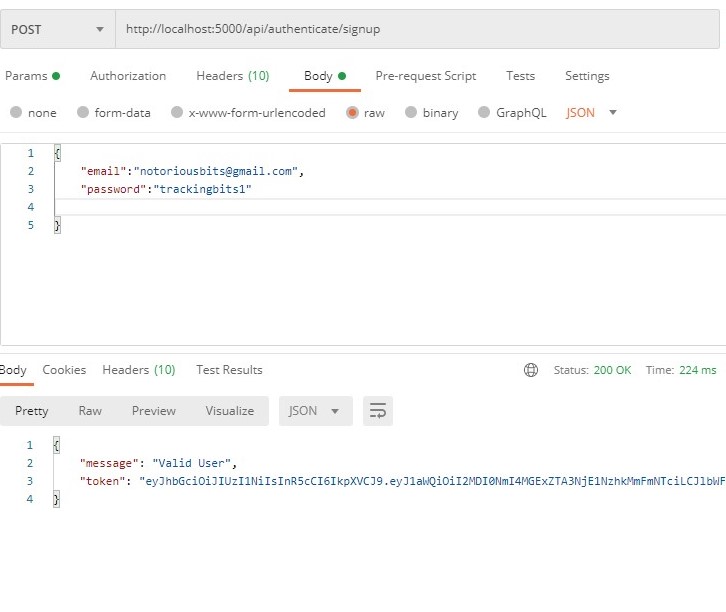 POST http://localhost:5000/api/authenticate/signup
Params Authorization Headers (10) Body Pre-request Script Tests Settings
none form-data x-www-form-urlencoded raw binary GraphQL JSON
1 {
2 "email":"notoriousbits@gmail.com",
3 "password":"trackingbits1"
4
5 }
Body Cookies Headers (10) Test Results Status: 200 OK Time: 224 ms
Pretty Raw Preview Visualize JSON
1 {
2 "message": "Valid User",
3 "token": "eyJhbGciOiJIUzI1NiIsInR5cCI6IkpXVCJ9.eyJ1aWQiOiI2MDI0NmI4MGExZTA3NjE1NzhkMmFmNTciLCJlbWF
4 }